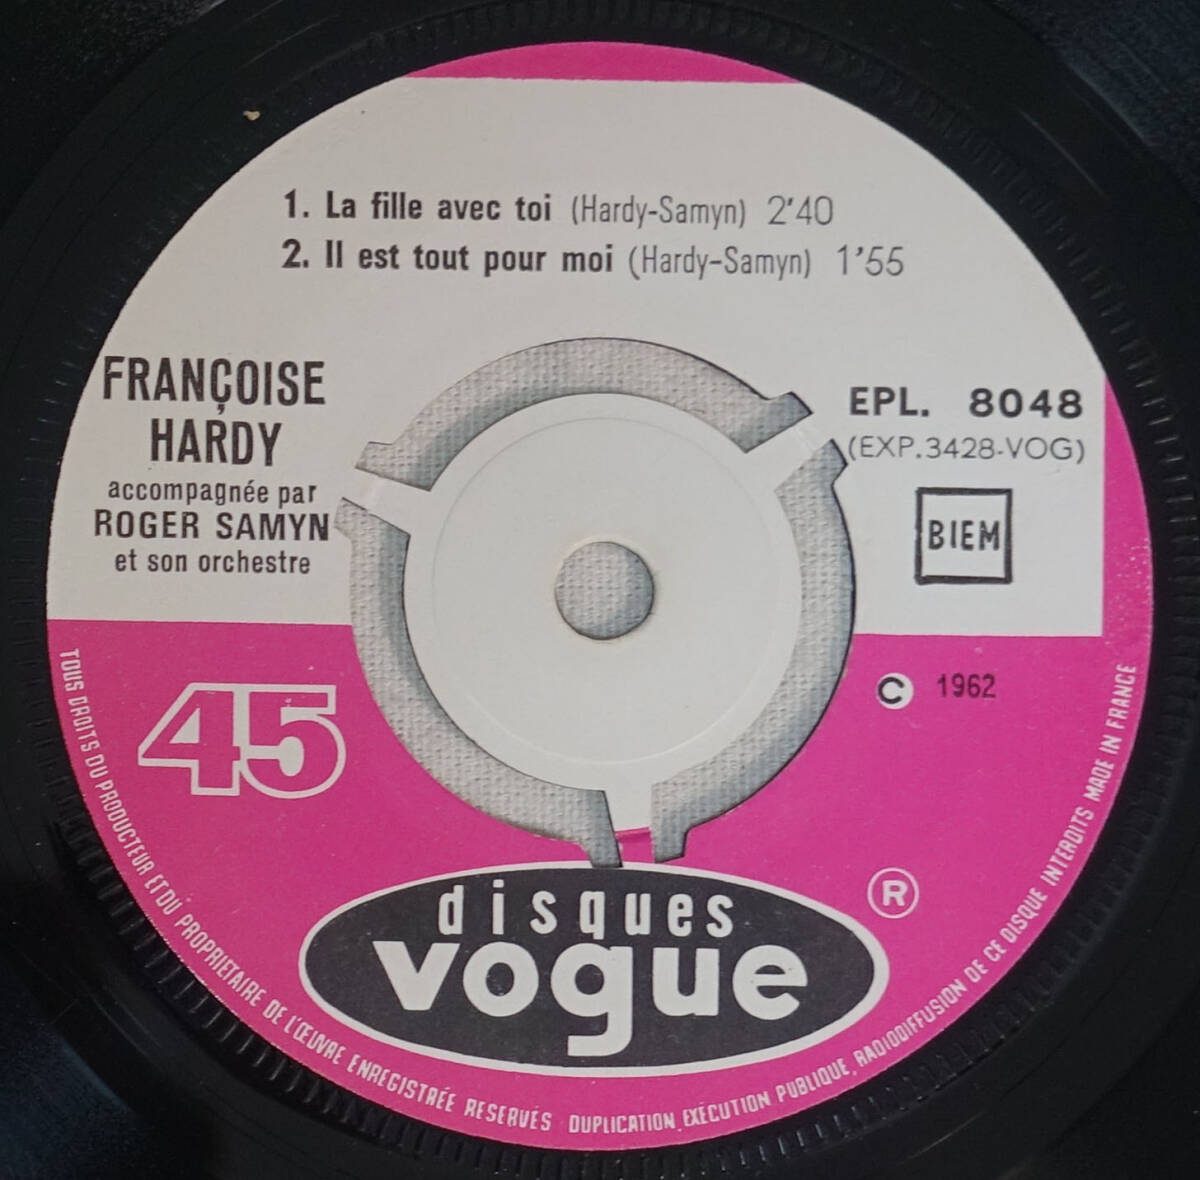 1. La fille avec toi (Hardy-Samyn) 2'40
2. Il est tout pour moi (Hardy-Samyn) 1'55
FRANÇOISE
HARDY
accompagnée par
ROGER SAMYN
et son orchestre
EPL. 8048
(EXP.3428-VOG)
BIEM
45
C 1962
disques
vogue
R
TOUS DROITS DU PRODUCTEUR ET DU PROPRIETAIRE DE L'ŒUVRE ENREGISTRÉE RESERVÉS DUPLICATION, EXÉCUTION PUBLIQUE, RADIODIFFUSION DE CE DISQUE INTERDITS MADE IN FRANCE